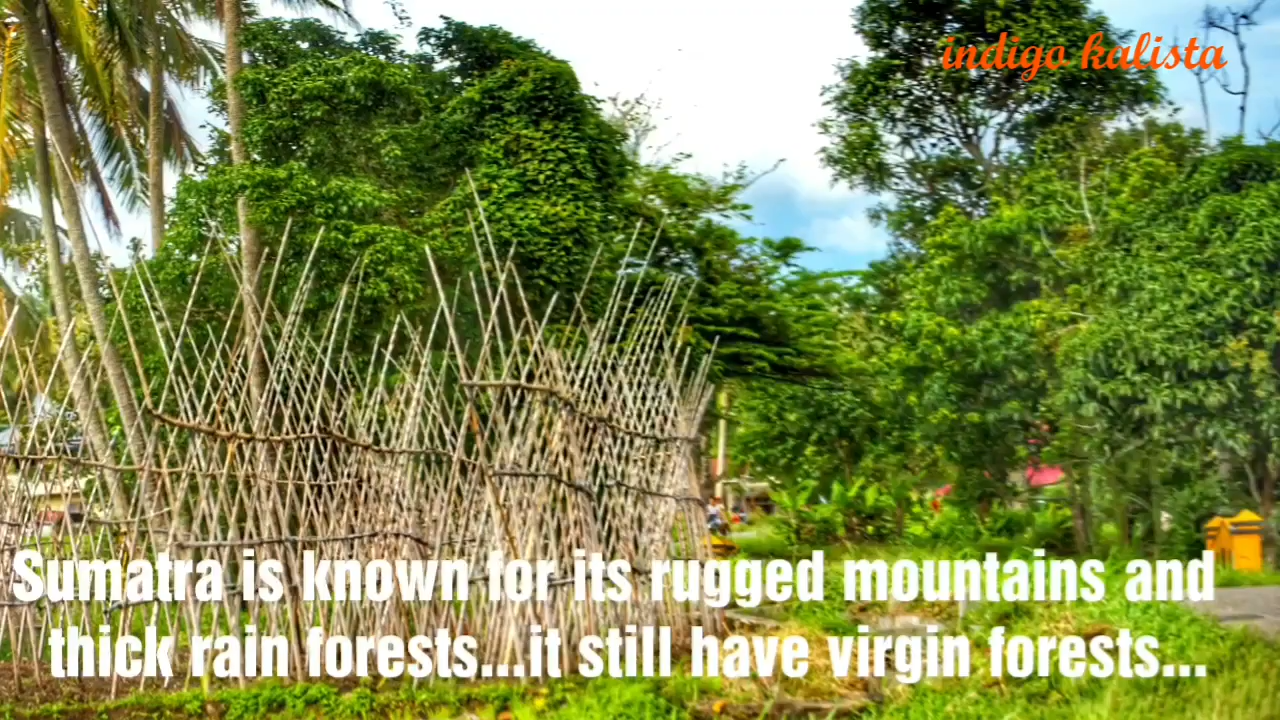 indigo kalista
Sumatra is known for its rugged mountains and
thick, rain forests...it still have virgin forests...